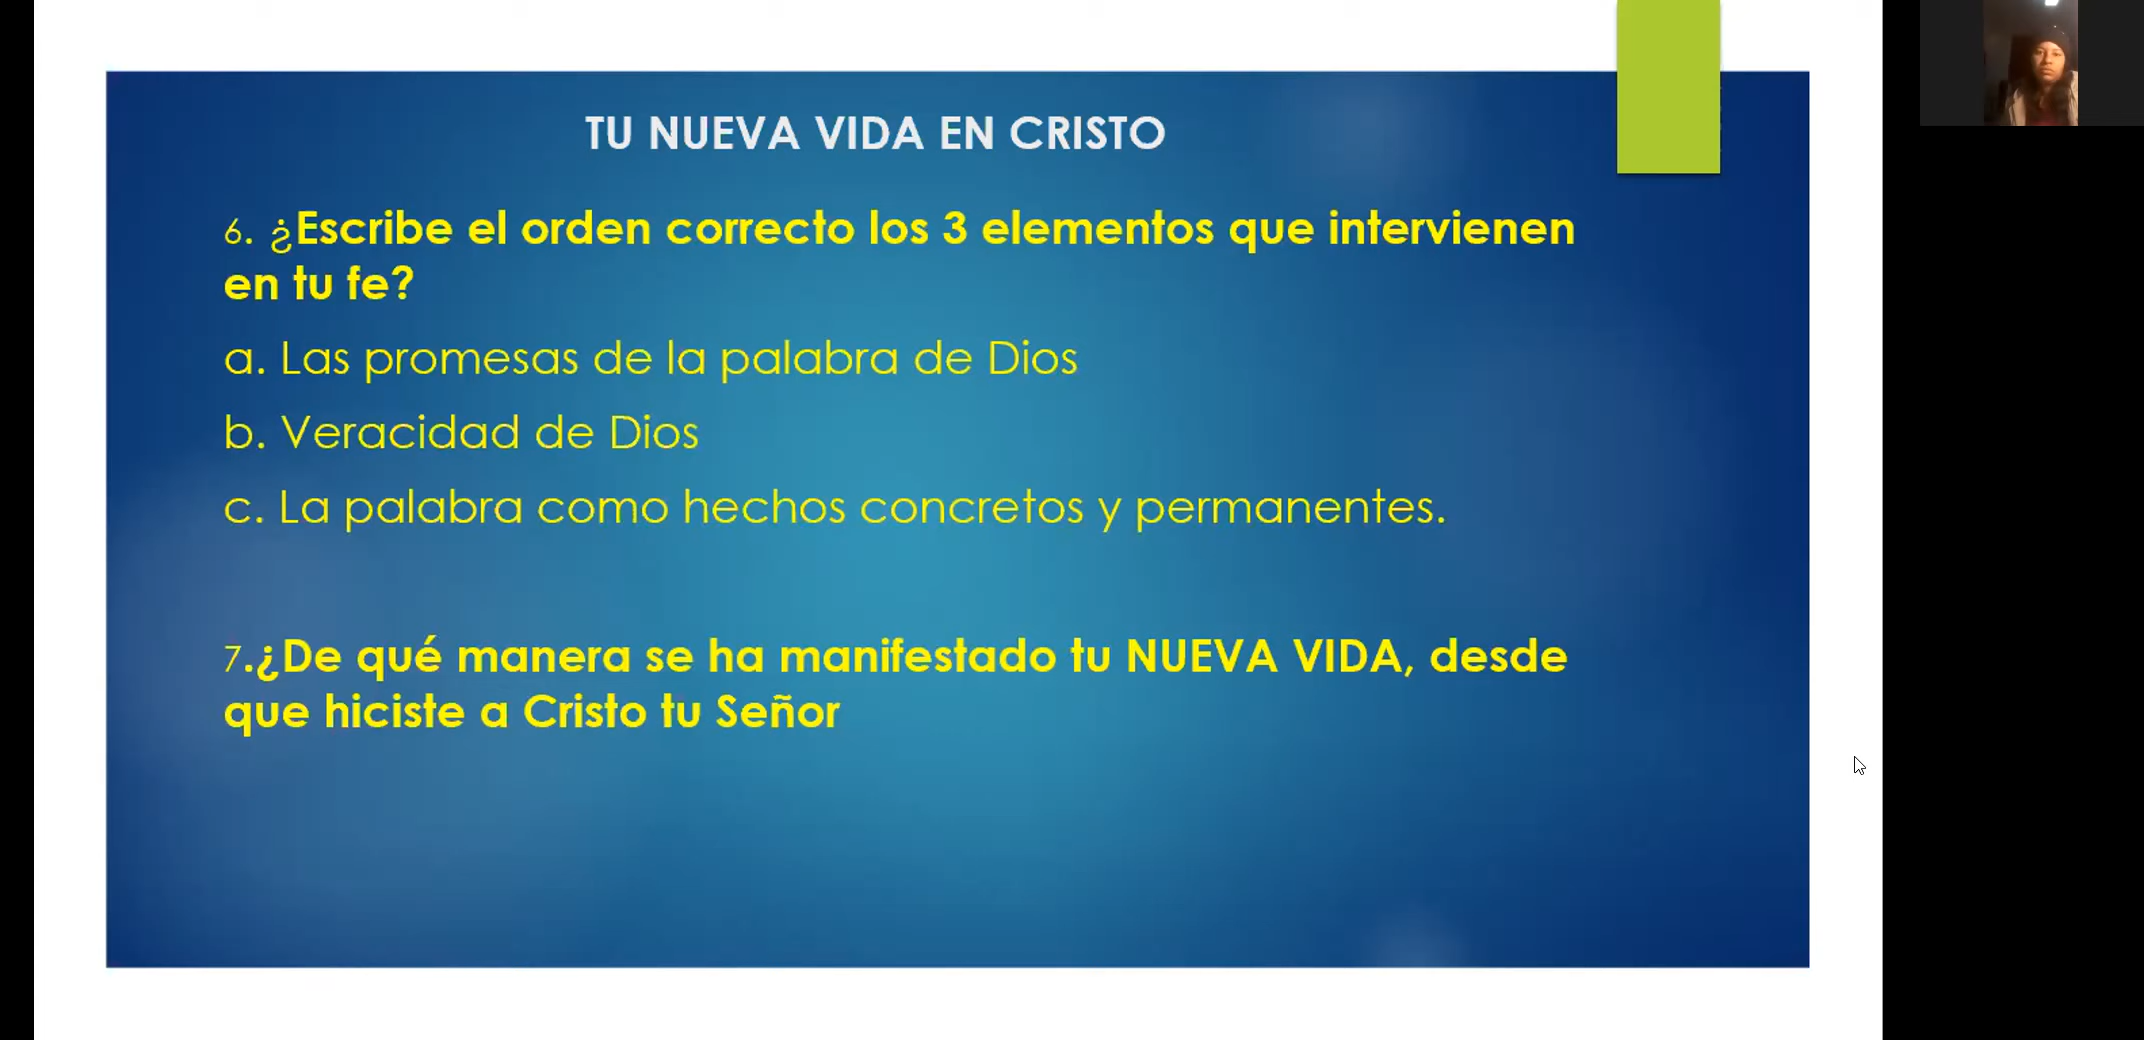 TU NUEVA VIDA EN CRISTO
6. ¿Escribe el orden correcto los 3 elementos que intervienen
en tu fe?
a. Las promesas de la palabra de Dios
b. Veracidad de Dios
c. La palabra como hechos concretos y permanentes.
7.¿De qué manera se ha manifestado tu NUEVA VIDA, desde
que hiciste a Cristo tu Señor